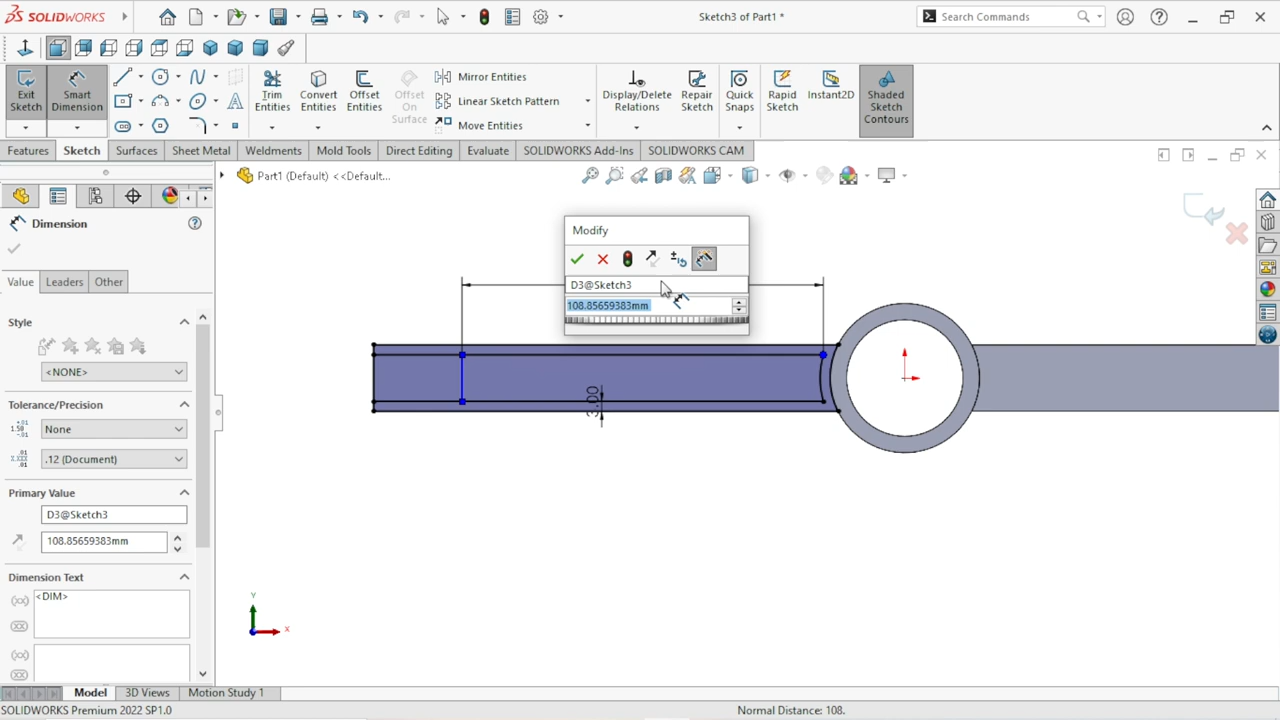 SOLIDWORKS
Sketch3 of Part1 *
Search Commands
Exit Sketch
Smart Dimension
Trim Entities
Convert Entities
Offset Entities
Offset On Surface
Mirror Entities
Linear Sketch Pattern
Move Entities
Display/Delete Relations
Repair Sketch
Quick Snaps
Rapid Sketch
Instant2D
Shaded Sketch Contours
Features
Sketch
Surfaces
Sheet Metal
Weldments
Mold Tools
Direct Editing
Evaluate
SOLIDWORKS Add-Ins
SOLIDWORKS CAM
Part1 (Default) <<Default...
Dimension
Value
Leaders
Other
Style
<NONE>
Tolerance/Precision
None
.12 (Document)
Primary Value
D3@Sketch3
108.85659383mm
Dimension Text
<DIM>
Modify
D3@Sketch3
108.85659383mm
3.00
Y
X
Model
3D Views
Motion Study 1
SOLIDWORKS Premium 2022 SP1.0
Normal Distance: 108.